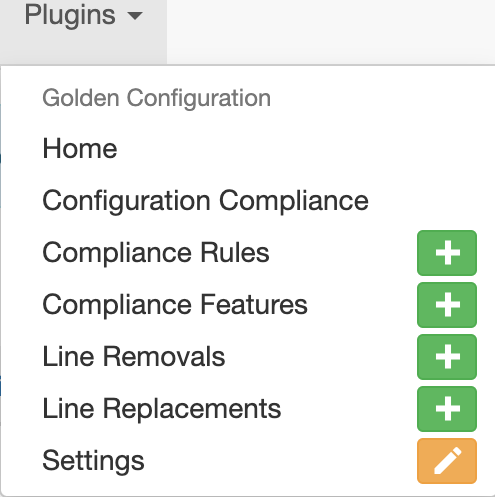 Plugins
Golden Configuration
Home
Configuration Compliance
Compliance Rules
Compliance Features
Line Removals
Line Replacements
Settings